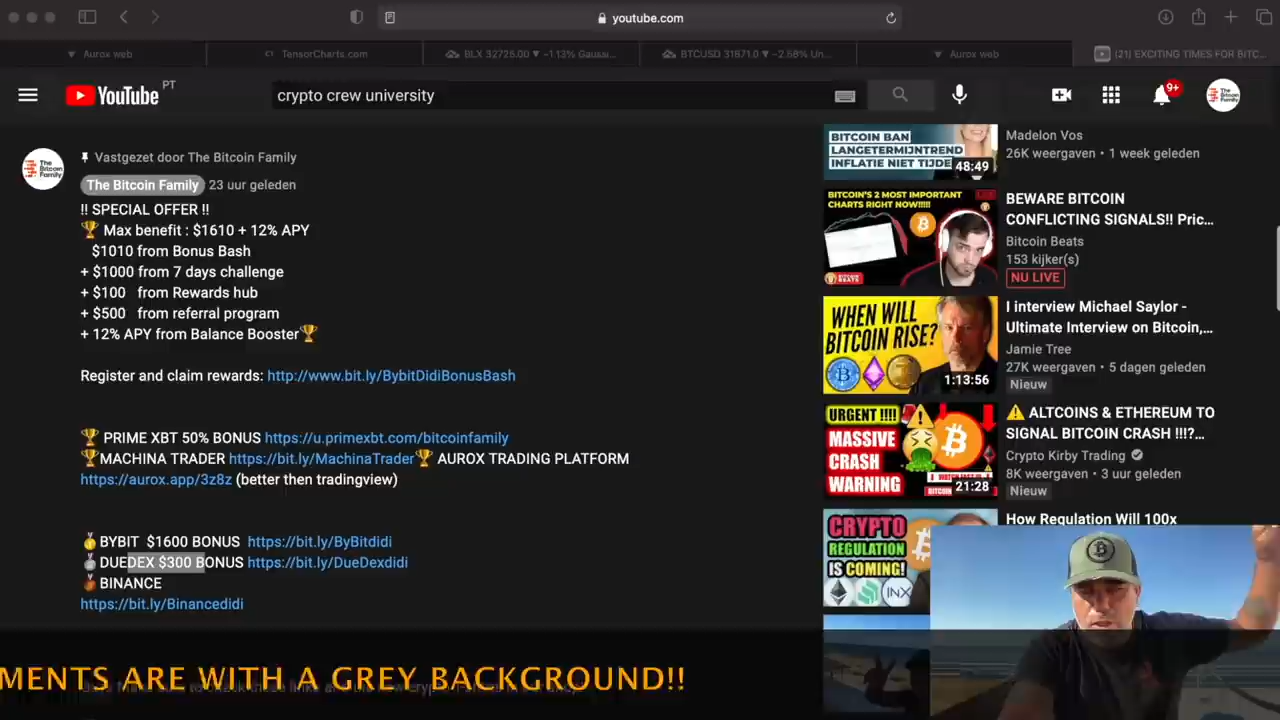 youtube.com
Aurox web
TensorCharts.com
BLX 32725.00 ▼ −1.13% Gaussi...
BTCUSD 31871.0 ▼ −2.58% Un...
Aurox web
(21) EXCITING TIMES FOR BITC...
YouTube PT
crypto crew university
9+
The Bitcoin Family
Vastgezet door The Bitcoin Family
The Bitcoin Family 23 uur geleden
!! SPECIAL OFFER !!
🏆 Max benefit : $1610 + 12% APY
$1010 from Bonus Bash
+ $1000 from 7 days challenge
+ $100 from Rewards hub
+ $500 from referral program
+ 12% APY from Balance Booster🏆
Register and claim rewards: http://www.bit.ly/BybitDidiBonusBash
🏆 PRIME XBT 50% BONUS https://u.primexbt.com/bitcoinfamily
🏆MACHINA TRADER https://bit.ly/MachinaTrader🏆 AUROX TRADING PLATFORM
https://aurox.app/3z8z (better then tradingview)
🥇BYBIT $1600 BONUS https://bit.ly/ByBitdidi
🥈DUEDEX $300 BONUS https://bit.ly/DueDexdidi
🥉BINANCE
https://bit.ly/Binancedidi
MENTS ARE WITH A GREY BACKGROUND!!
BITCOIN BAN
LANGETERMIJNTREND
INFLATIE NIET TIJDE
48:49
Madelon Vos
26K weergaven • 1 week geleden
BITCOIN'S 2 MOST IMPORTANT
CHARTS RIGHT NOW!!!!!
BITCOIN BEATS
BEWARE BITCOIN
CONFLICTING SIGNALS!! Pric...
Bitcoin Beats
153 kijker(s)
NU LIVE
WHEN WILL
BITCOIN RISE?
1:13:56
I interview Michael Saylor -
Ultimate Interview on Bitcoin,...
Jamie Tree
27K weergaven • 5 dagen geleden
Nieuw
URGENT !!!!
MASSIVE
CRASH
WARNING
21:28
⚠️ ALTCOINS & ETHEREUM TO
SIGNAL BITCOIN CRASH !!!?...
Crypto Kirby Trading
8K weergaven • 3 uur geleden
Nieuw
CRYPTO
REGULATION
IS COMING!
INX
How Regulation Will 100x